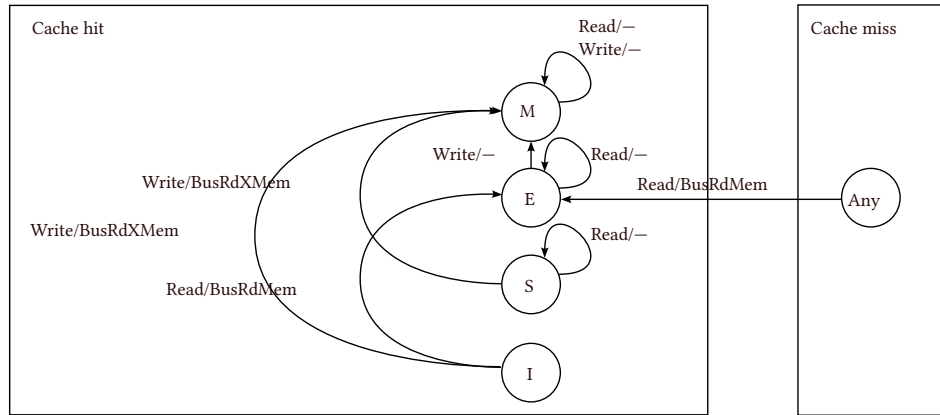 Cache hit
Cache miss
Read/—
Write/—
M
Write/—
Read/—
Write/BusRdXMem
Read/BusRdMem
E
Any
Write/BusRdXMem
Read/—
S
Read/BusRdMem
I